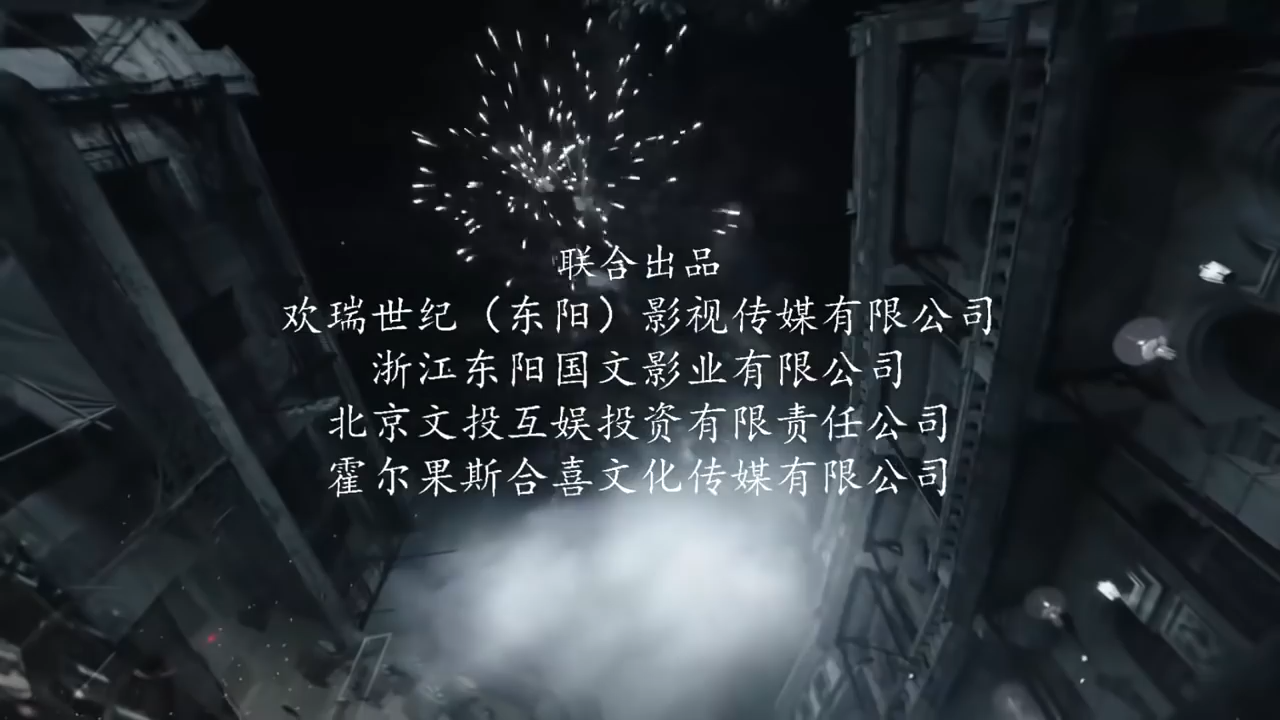 联合出品
欢瑞世纪（东阳）影视传媒有限公司
浙江东阳国文影业有限公司
北京文投互娱投资有限责任公司
霍尔果斯合喜文化传媒有限公司